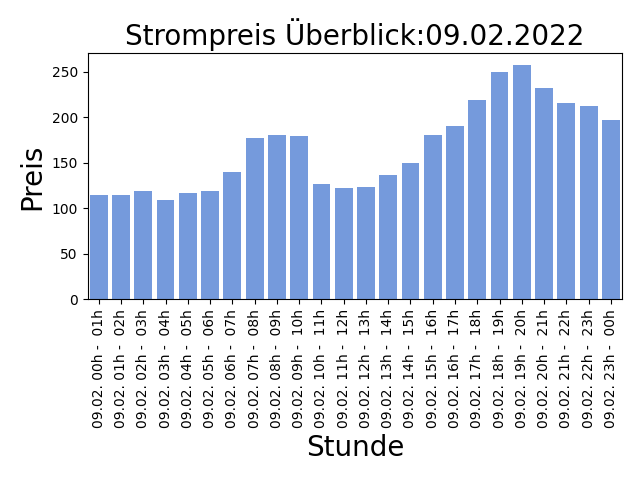 Strompreis Überblick:09.02.2022
Preis
250
200
150
100
50
0
09.02. 00h - 01h
09.02. 01h - 02h
09.02. 02h - 03h
09.02. 03h - 04h
09.02. 04h - 05h
09.02. 05h - 06h
09.02. 06h - 07h
09.02. 07h - 08h
09.02. 08h - 09h
09.02. 09h - 10h
09.02. 10h - 11h
09.02. 11h - 12h
09.02. 12h - 13h
09.02. 13h - 14h
09.02. 14h - 15h
09.02. 15h - 16h
09.02. 16h - 17h
09.02. 17h - 18h
09.02. 18h - 19h
09.02. 19h - 20h
09.02. 20h - 21h
09.02. 21h - 22h
09.02. 22h - 23h
09.02. 23h - 00h
Stunde